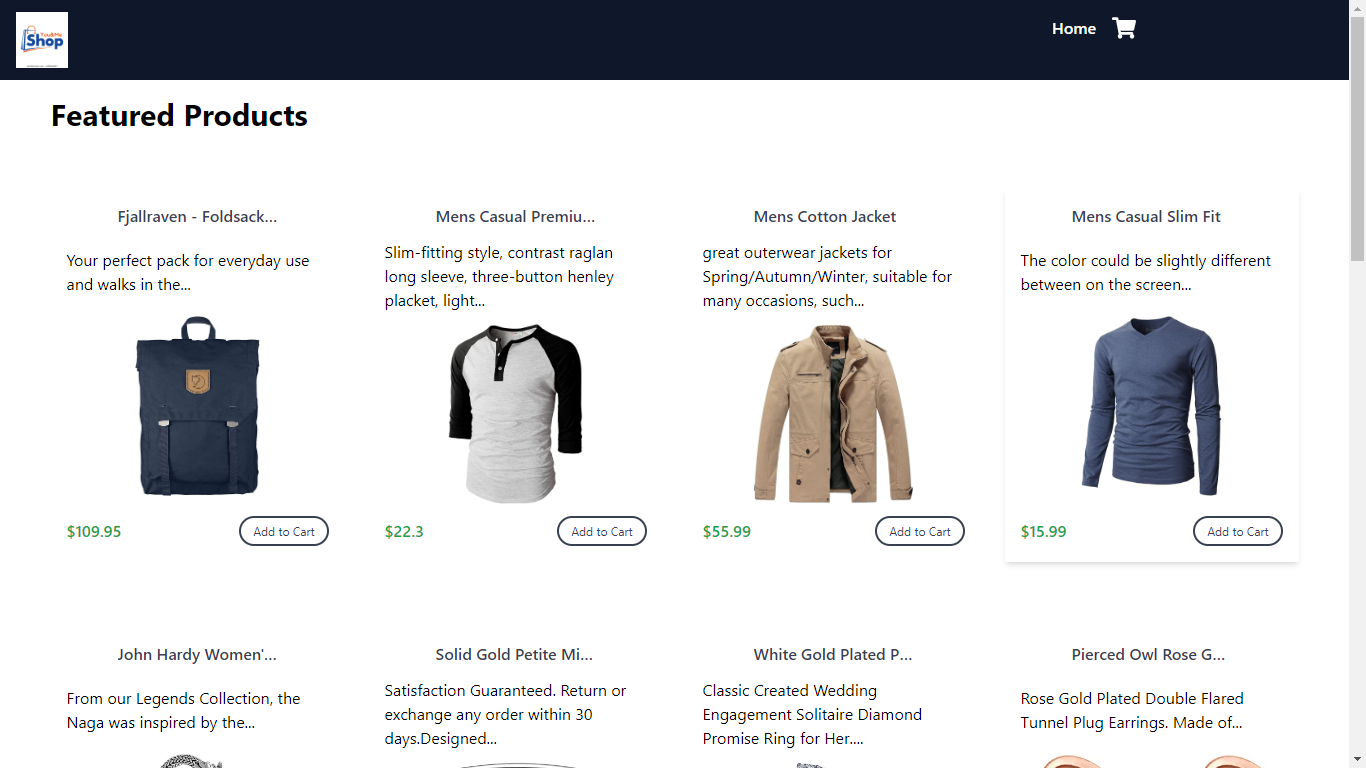 You&Me
Shop
Home
Featured Products
Fjallraven - Foldsack...
Your perfect pack for everyday use
and walks in the...
$109.95
Add to Cart
Mens Casual Premiu...
Slim-fitting style, contrast raglan
long sleeve, three-button henley
placket, light...
$22.3
Add to Cart
Mens Cotton Jacket
great outerwear jackets for
Spring/Autumn/Winter, suitable for
many occasions, such...
$55.99
Add to Cart
Mens Casual Slim Fit
The color could be slightly different
between on the screen...
$15.99
Add to Cart
John Hardy Women'...
From our Legends Collection, the
Naga was inspired by the...
Solid Gold Petite Mi...
Satisfaction Guaranteed. Return or
exchange any order within 30
days.Designed...
White Gold Plated P...
Classic Created Wedding
Engagement Solitaire Diamond
Promise Ring for Her....
Pierced Owl Rose G...
Rose Gold Plated Double Flared
Tunnel Plug Earrings. Made of...